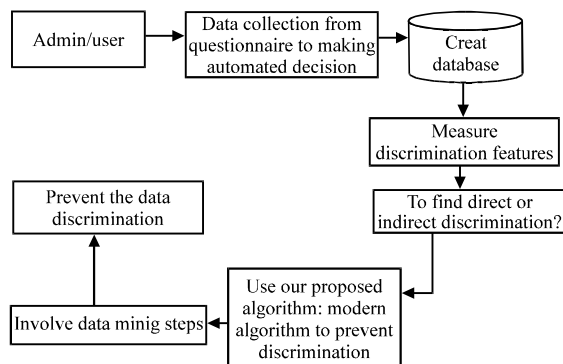 Admin/user
Data collection from
questionnaire to making
automated decision
Creat
database
Measure
discrimination features
To find direct or
indirect discrimination?
Use our proposed
algorithm: modern
algorithm to prevent
discrimination
Involve data minig steps
Prevent the data
discrimination